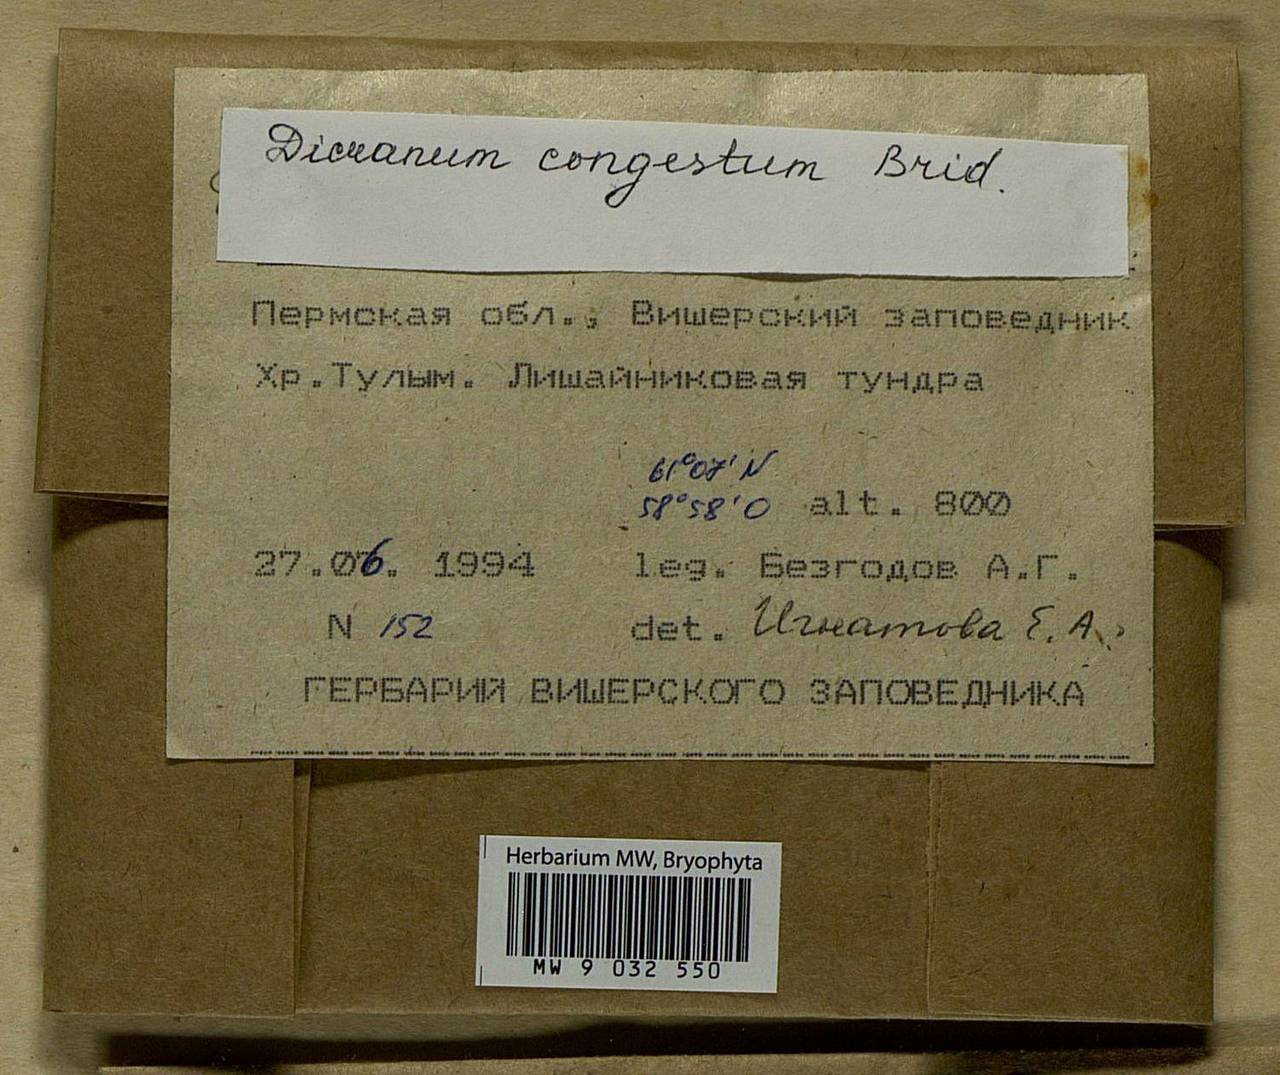 Dicranum congestum Brid.
Пермская обл., Вишерский заповедник
Хр.Тулым. Лишайниковая тундра
61°07' N
58°58' O alt. 800
27.06. 1994 leg. Безгодов А.Г.
N 152 det. Игнатова Е.А.
ГЕРБАРИЙ ВИШЕРСКОГО ЗАПОВЕДНИКА
Herbarium MW, Bryophyta
MW 9 032 550